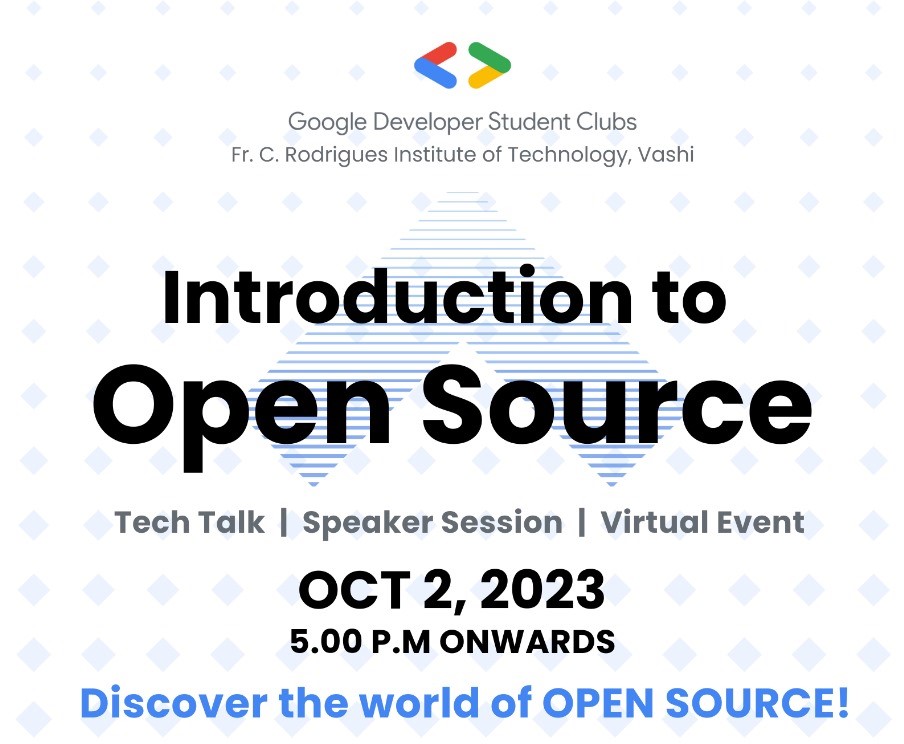 Google Developer Student Clubs
Fr. C. Rodrigues Institute of Technology, Vashi
Introduction to
Open Source
Tech Talk | Speaker Session | Virtual Event
OCT 2, 2023
5.00 P.M ONWARDS
Discover the world of OPEN SOURCE!